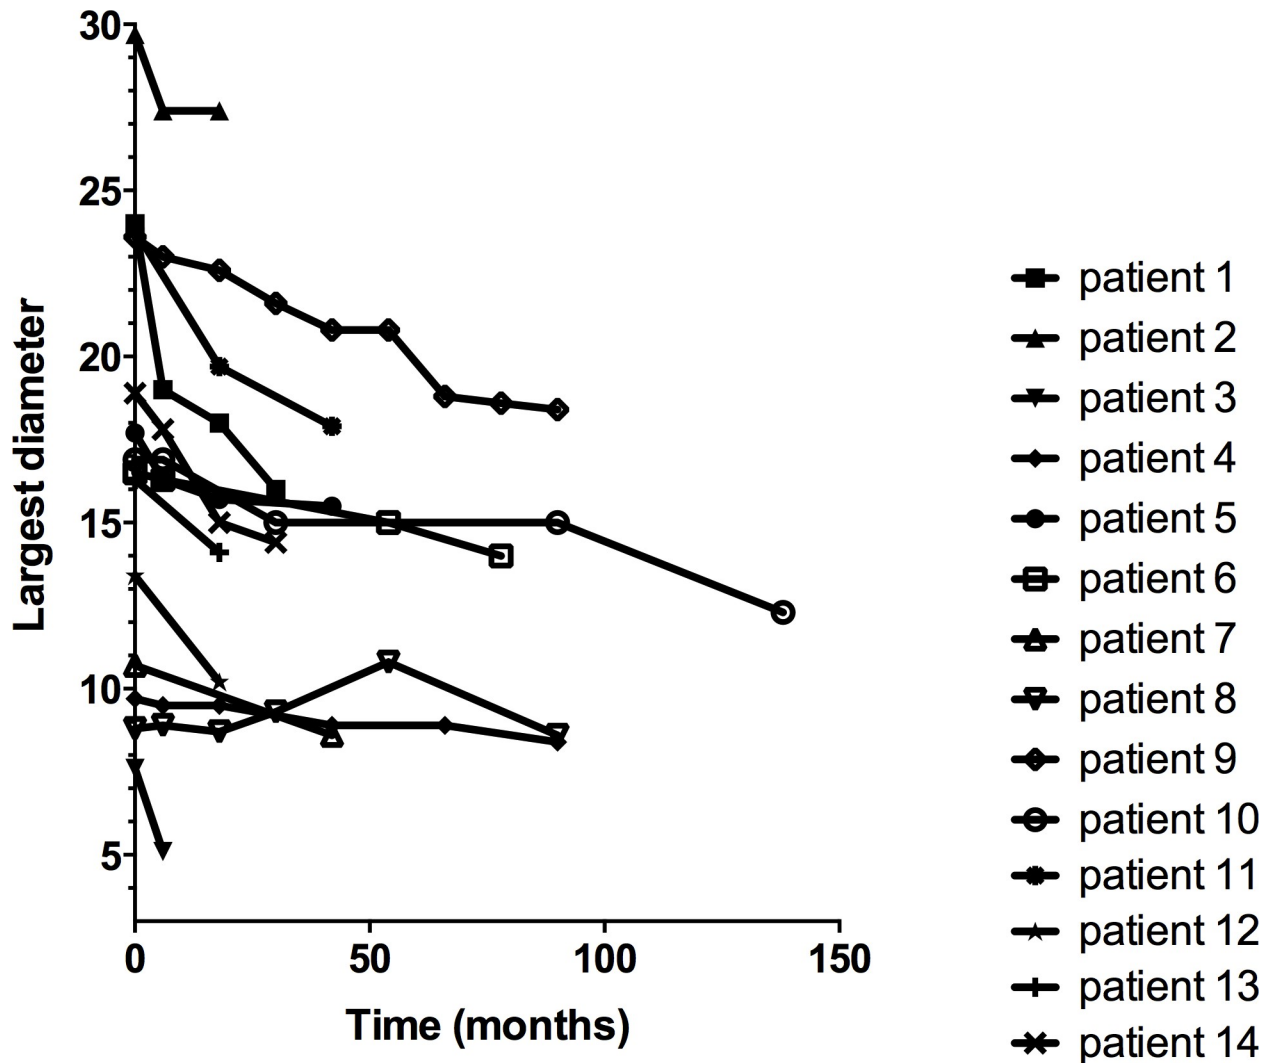 Largest diameter
30
25
20
15
10
5
0
50
100
150
Time (months)
patient 1
patient 2
patient 3
patient 4
patient 5
patient 6
patient 7
patient 8
patient 9
patient 10
patient 11
patient 12
patient 13
patient 14